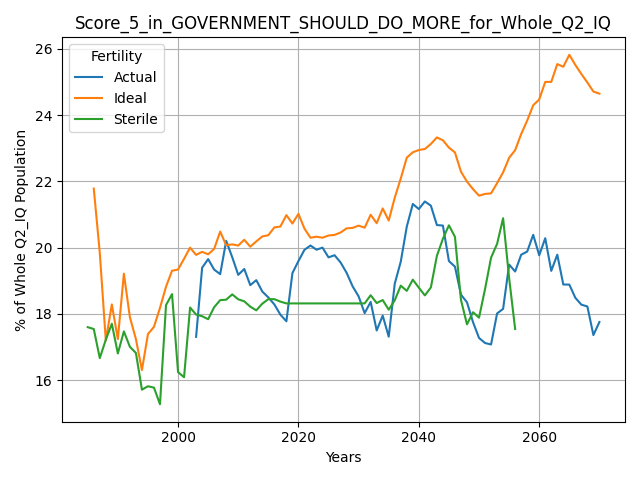 Score_5_in_GOVERNMENT_SHOULD_DO_MORE_for_Whole_Q2_IQ
Fertility
Actual
Ideal
Sterile
% of Whole Q2_IQ Population
26
24
22
20
18
16
2000
2020
2040
2060
Years